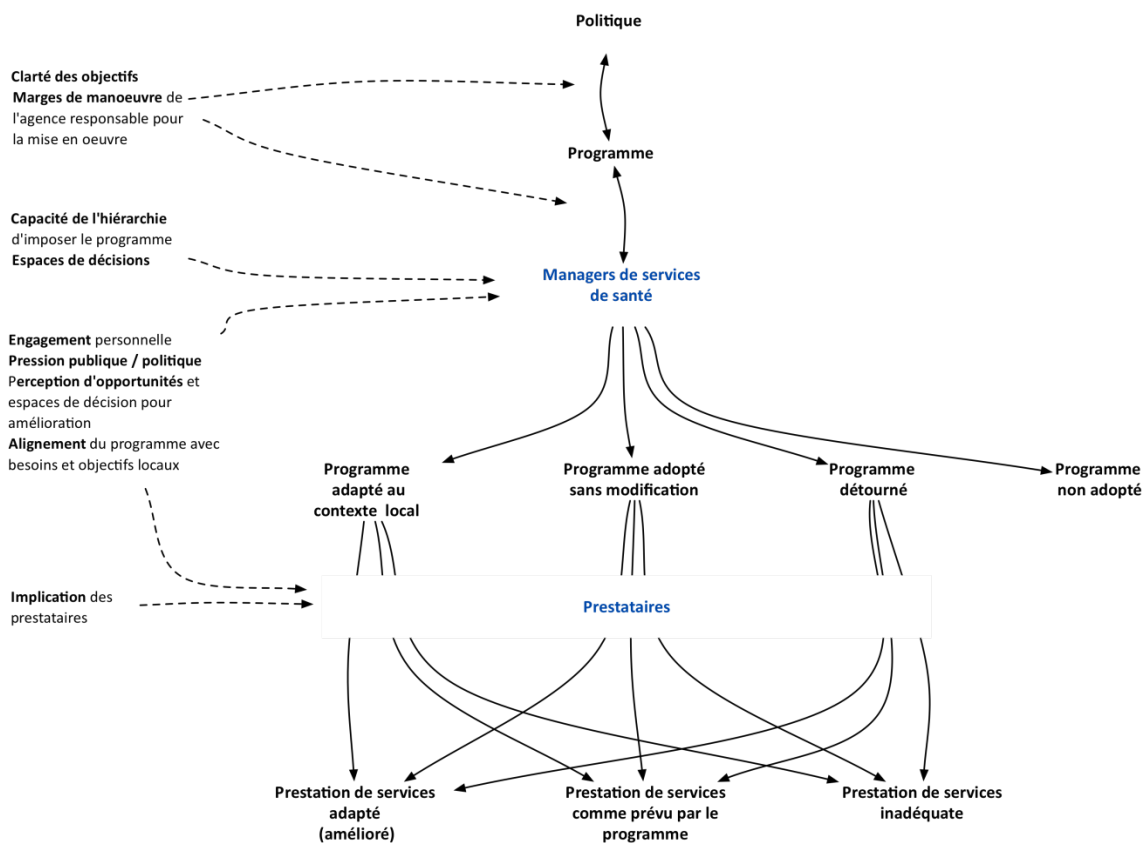 Politique
Clarté des objectifs
Marges de manoeuvre de
l'agence responsable pour
la mise en oeuvre
Programme
Capacité de l'hiérarchie
d'imposer le programme
Espaces de décisions
Managers de services
de santé
Engagement personnelle
Pression publique / politique
Perception d'opportunités et
espaces de décision pour
amélioration
Alignement du programme avec
besoins et objectifs locaux
Programme
adapté au
contexte local
Programme adopté
sans modification
Programme
détourné
Programme
non adopté
Implication des
prestataires
Prestataires
Prestation de services
adapté
(amélioré)
Prestation de services
comme prévu par le
programme
Prestation de services
inadéquate